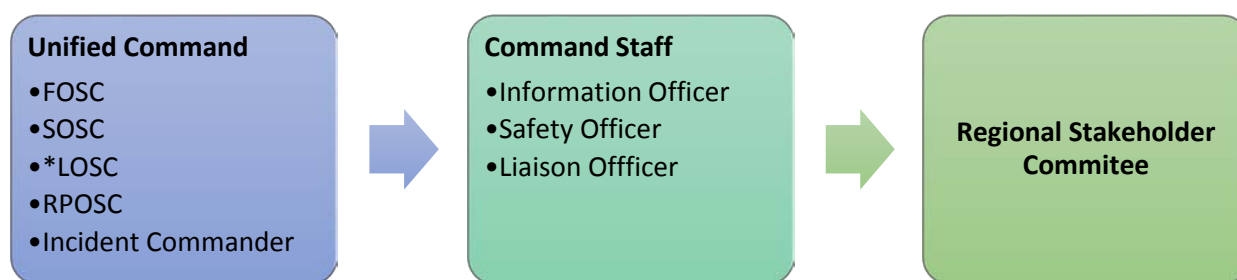 Unified Command
•FOSC
•SOSC
•*LOSC
•RPOSC
•Incident Commander
Command Staff
•Information Officer
•Safety Officer
•Liaison Offficer
Regional Stakeholder
Commitee